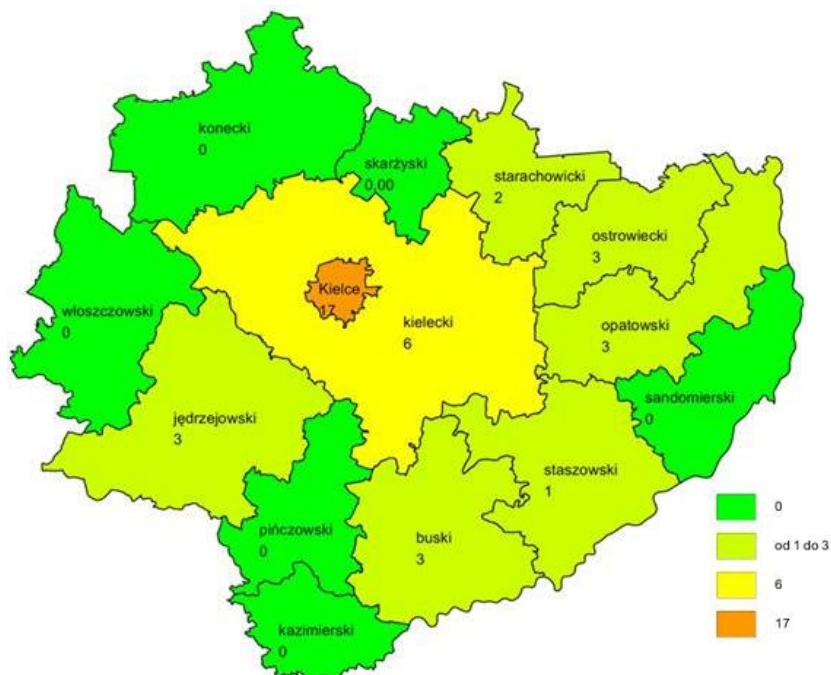 konecki
0
skarżyski
0,00
starachowicki
2
ostrowiecki
3
włoszczowski
0
Kielce
17
kielecki
6
opatowski
3
sandomierski
0
jędrzejowski
3
staszowski
1
pińczowski
0
buski
3
kazimierski
0
0
od 1 do 3
6
17